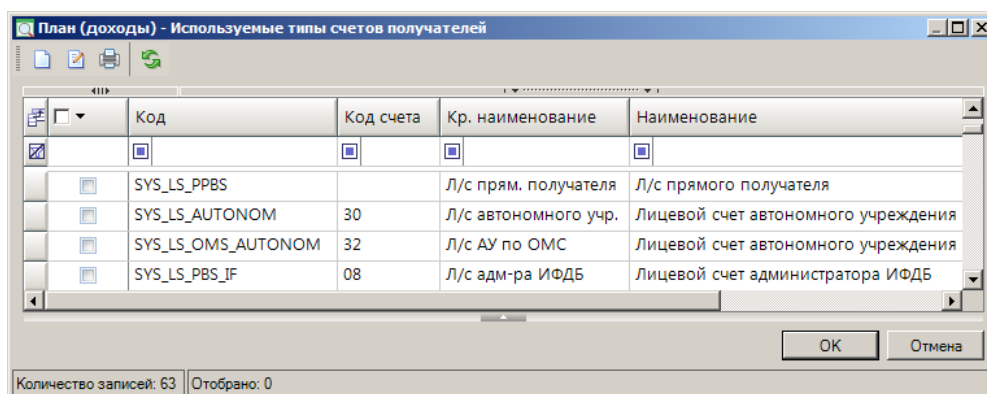 План (доходы) - Используемые типы счетов получателей
Код Код счета Кр. наименование Наименование
SYS_LS_PPBS Л/с прям. получателя Л/с прямого получателя
SYS_LS_AUTONOM 30 Л/с автономного учр. Лицевой счет автономного учреждения
SYS_LS_OMS_AUTONOM 32 Л/с АУ по ОМС Лицевой счет автономного учреждения
SYS_LS_PBS_IF 08 Л/с адм-ра ИФДБ Лицевой счет администратора ИФДБ
OK Отмена
Количество записей: 63 Отобрано: 0